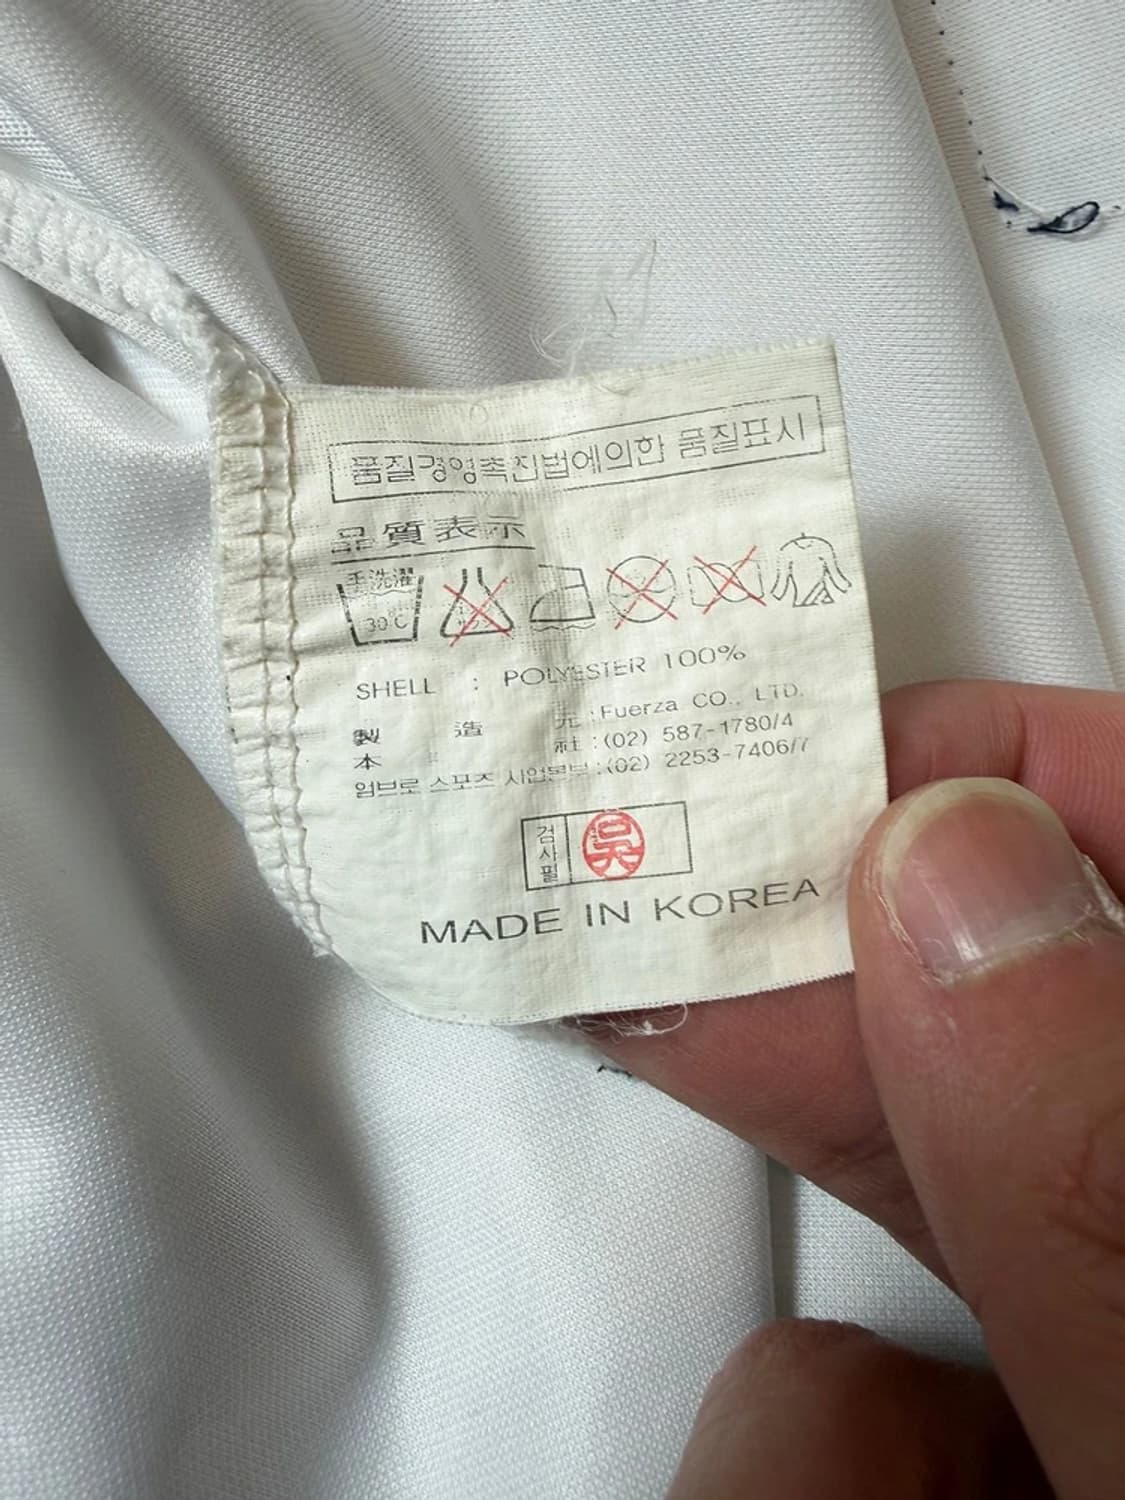 품질경영촉진법에의한 품질표시
品質表示
手洗濯
30℃
SHELL : POLYESTER 100%
製造元 : Fuerza CO., LTD.
本社 : (02) 587-1780/4
엄브로 스포츠 사업본부 : (02) 2253-7406/7
검사필
吳
MADE IN KOREA